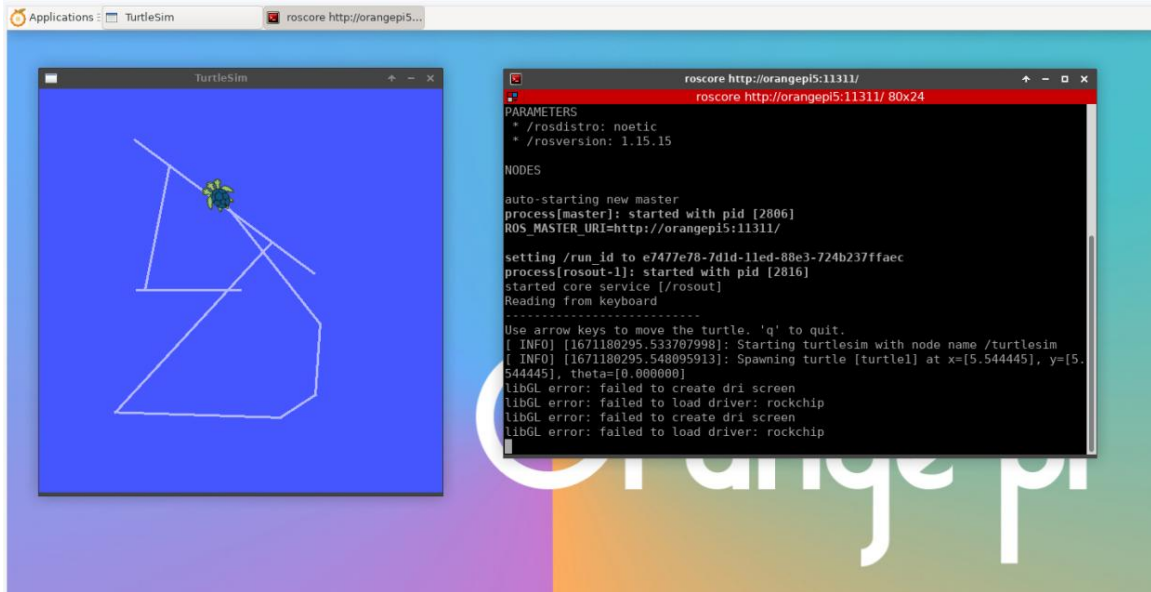 Applications
TurtleSim
roscore http://orangepi5...
TurtleSim
roscore http://orangepi5:11311/
roscore http://orangepi5:11311/ 80x24
PARAMETERS
* /rosdistro: noetic
* /rosversion: 1.15.15
NODES
auto-starting new master
process[master]: started with pid [2806]
ROS_MASTER_URI=http://orangepi5:11311/
setting /run_id to e7477e78-7d1d-11ed-88e3-724b237ffaec
process[rosout-1]: started with pid [2816]
started core service [/rosout]
Reading from keyboard
---------------------------
Use arrow keys to move the turtle. 'q' to quit.
[ INFO] [1671180295.533707998]: Starting turtlesim with node name /turtlesim
[ INFO] [1671180295.548095913]: Spawning turtle [turtle1] at x=[5.544445], y=[5.
544445], theta=[0.000000]
libGL error: failed to create dri screen
libGL error: failed to load driver: rockchip
libGL error: failed to create dri screen
libGL error: failed to load driver: rockchip
Orange pi